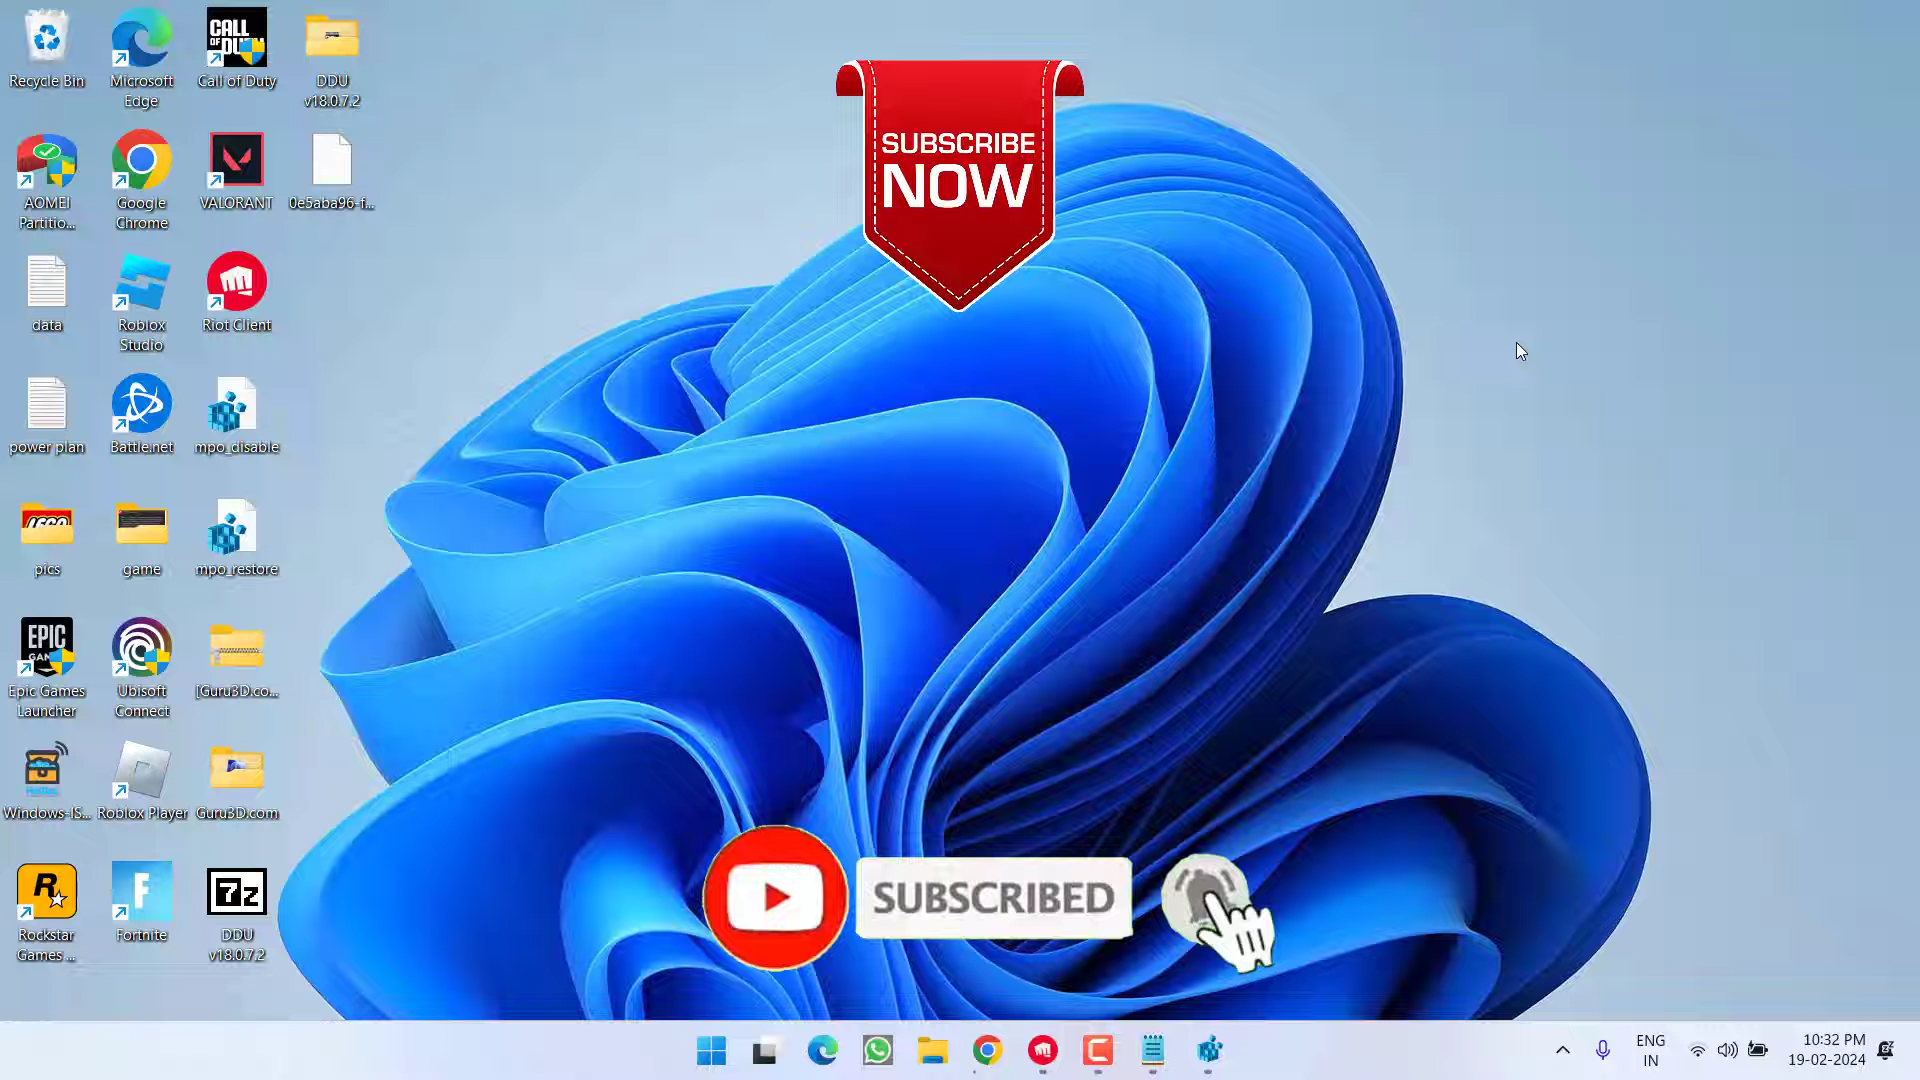 Recycle Bin
Microsoft
Edge
CALL
OF DUTY
Call of Duty
DDU
v18.0.7.2
AOMEI
Partitio...
Google
Chrome
VALORANT
0e5aba96-f...
data
Roblox
Studio
Riot Client
power plan
Battle.net
mpo_disable
LEGO
pics
game
mpo_restore
EPIC
Epic Games
Launcher
Ubisoft
Connect
[Guru3D.co...
Windows-IS...
Roblox Player
Guru3D.com
R
Rockstar
Games ...
F
Fortnite
7z
DDU
v18.0.7.2
SUBSCRIBE
NOW
SUBSCRIBED
ENG
IN
10:32 PM
19-02-2024